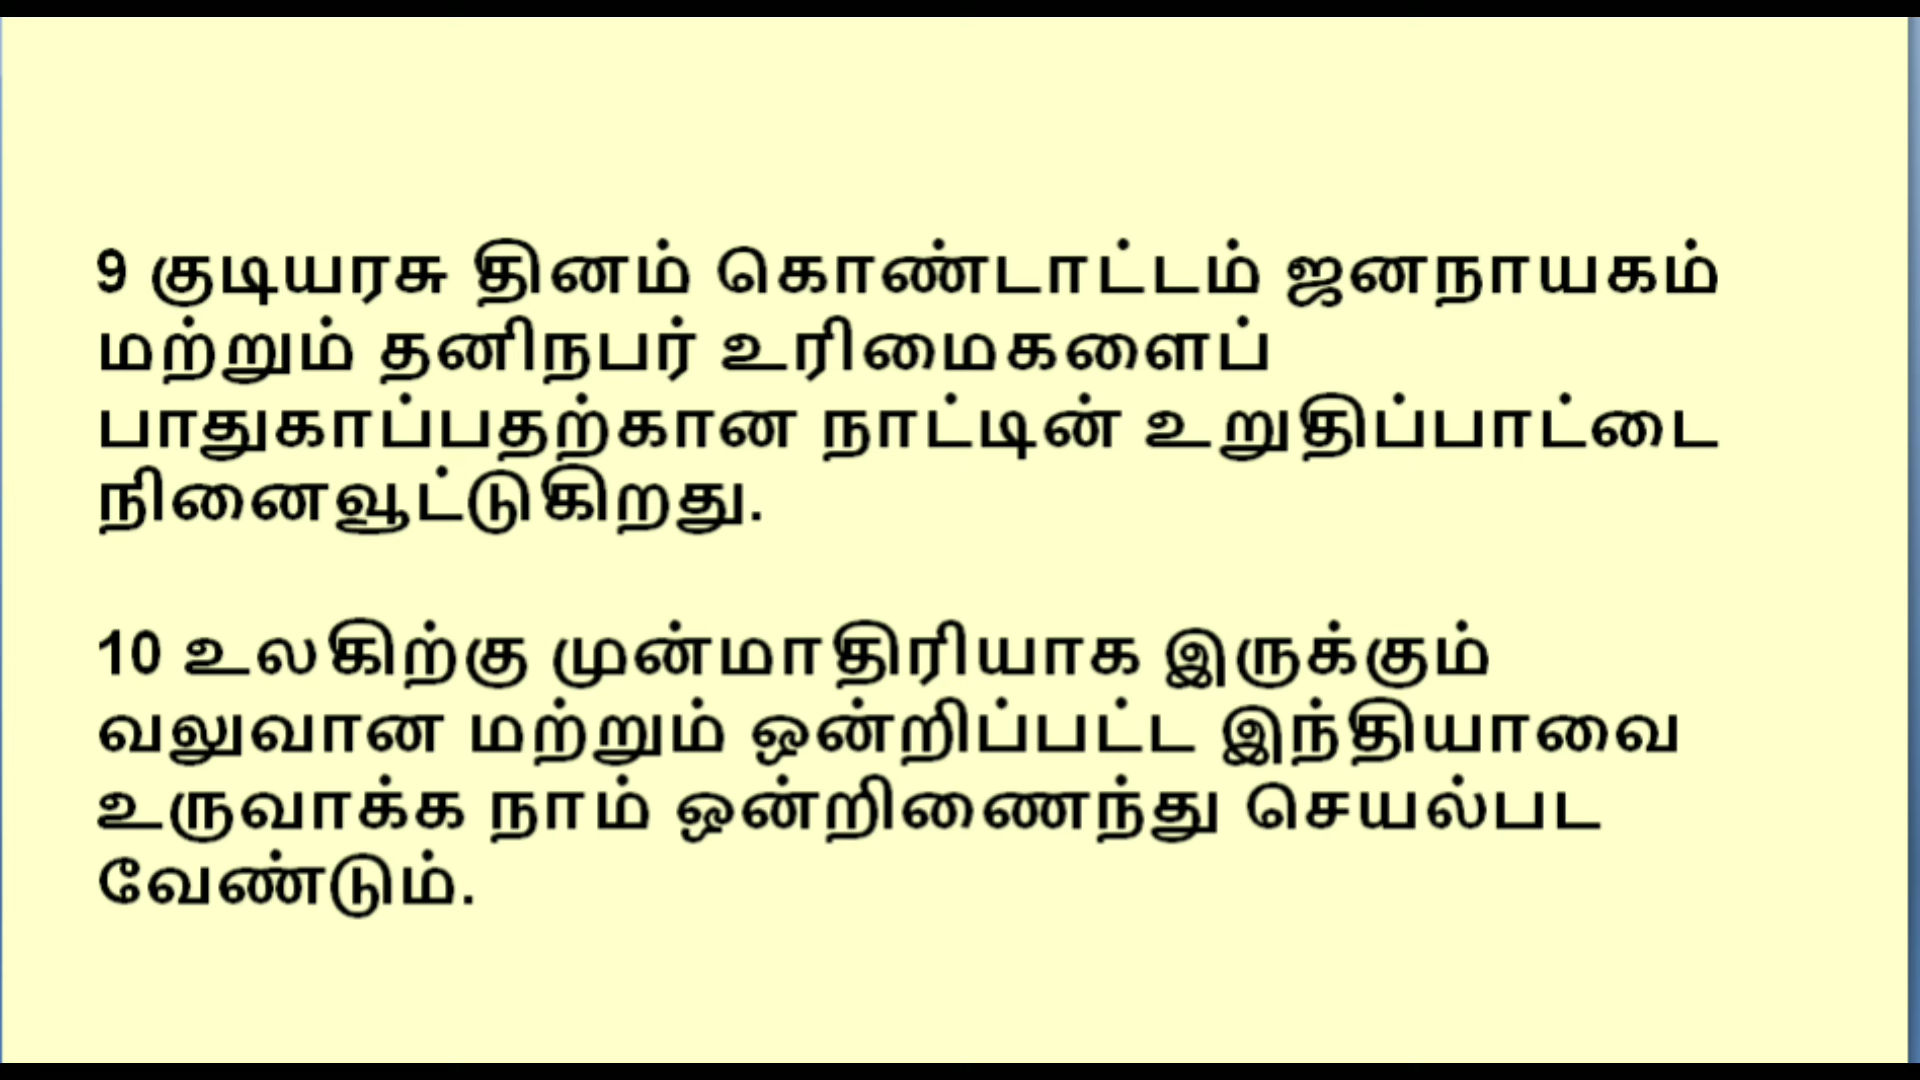 9 குடியரசு தினம் கொண்டாட்டம் ஜனநாயகம்
மற்றும் தனிநபர் உரிமைகளைப்
பாதுகாப்பதற்கான நாட்டின் உறுதிப்பாட்டை
நினைவூட்டுகிறது.
10 உலகிற்கு முன்மாதிரியாக இருக்கும்
வலுவான மற்றும் ஒன்றிப்பட்ட இந்தியாவை
உருவாக்க நாம் ஒன்றிணைந்து செயல்பட
வேண்டும்.